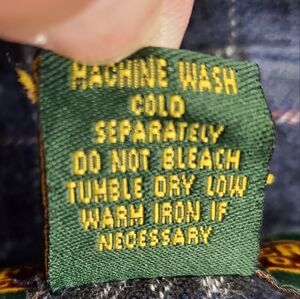 MACHINE WASH
COLD
SEPARATELY
DO NOT BLEACH
TUMBLE DRY LOW
WARM IRON IF
NECESSARY